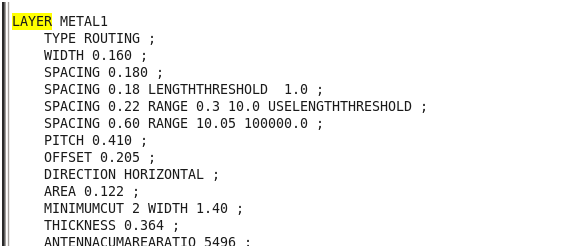 LAYER METAL1
TYPE ROUTING ;
WIDTH 0.160 ;
SPACING 0.180 ;
SPACING 0.18 LENGTHTHRESHOLD  1.0 ;
SPACING 0.22 RANGE 0.3 10.0 USELENGTHTHRESHOLD ;
SPACING 0.60 RANGE 10.05 100000.0 ;
PITCH 0.410 ;
OFFSET 0.205 ;
DIRECTION HORIZONTAL ;
AREA 0.122 ;
MINIMUMCUT 2 WIDTH 1.40 ;
THICKNESS 0.364 ;
ANTENNACUMAREARATIO 5496 ;